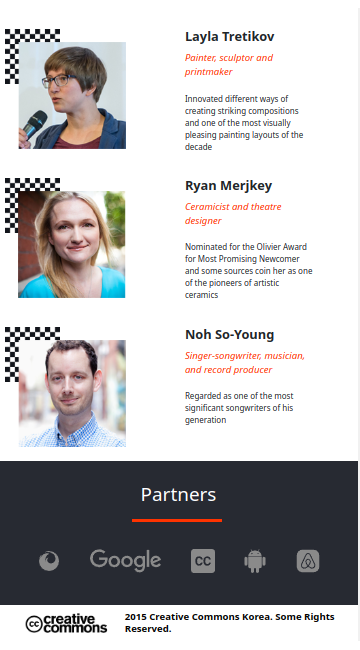 Layla Tretikov
Painter, sculptor and
printmaker
Innovated different ways of
creating striking compositions
and one of the most visually
pleasing painting layouts of the
decade
Ryan Merjkey
Ceramicist and theatre
designer
Nominated for the Olivier Award
for Most Promising Newcomer
and some sources coin her as one
of the pioneers of artistic
ceramics
Noh So-Young
Singer-songwriter, musician,
and record producer
Regarded as one of the most
significant songwriters of his
generation
Partners
Google
cc
cc creative
commons
2015 Creative Commons Korea. Some Rights
Reserved.